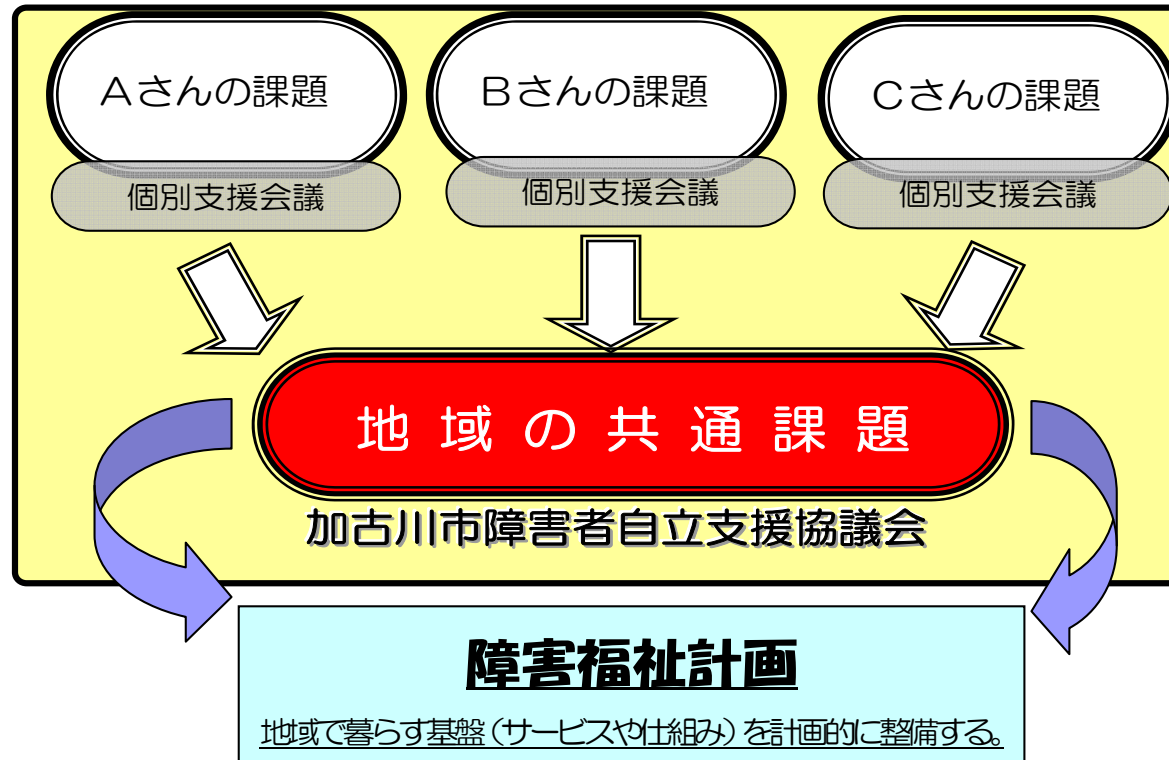 Aさんの課題
Bさんの課題
Cさんの課題
個別支援会議
個別支援会議
個別支援会議
地域の共通課題
加古川市障害者自立支援協議会
障害福祉計画
地域で暮らす基盤(サービスや仕組み)を計画的に整備する。